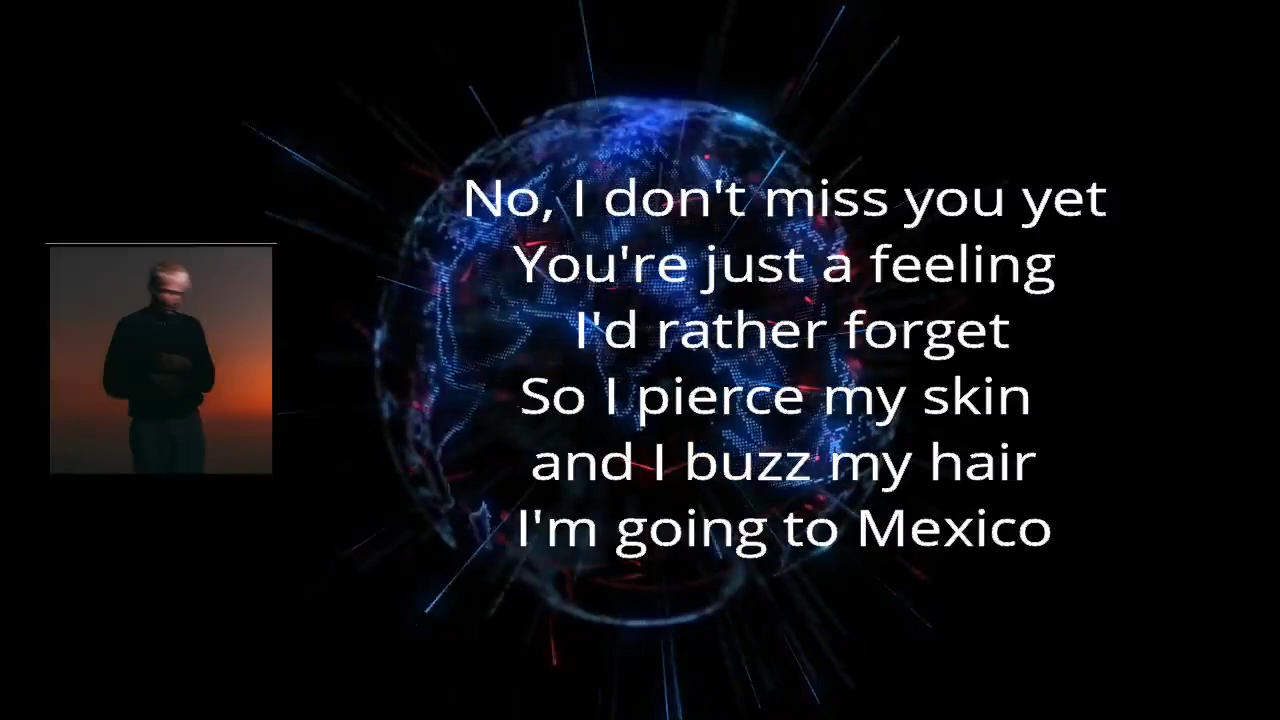 No, I don't miss you yet
You're just a feeling
I'd rather forget
So I pierce my skin
and I buzz my hair
I'm going to Mexico